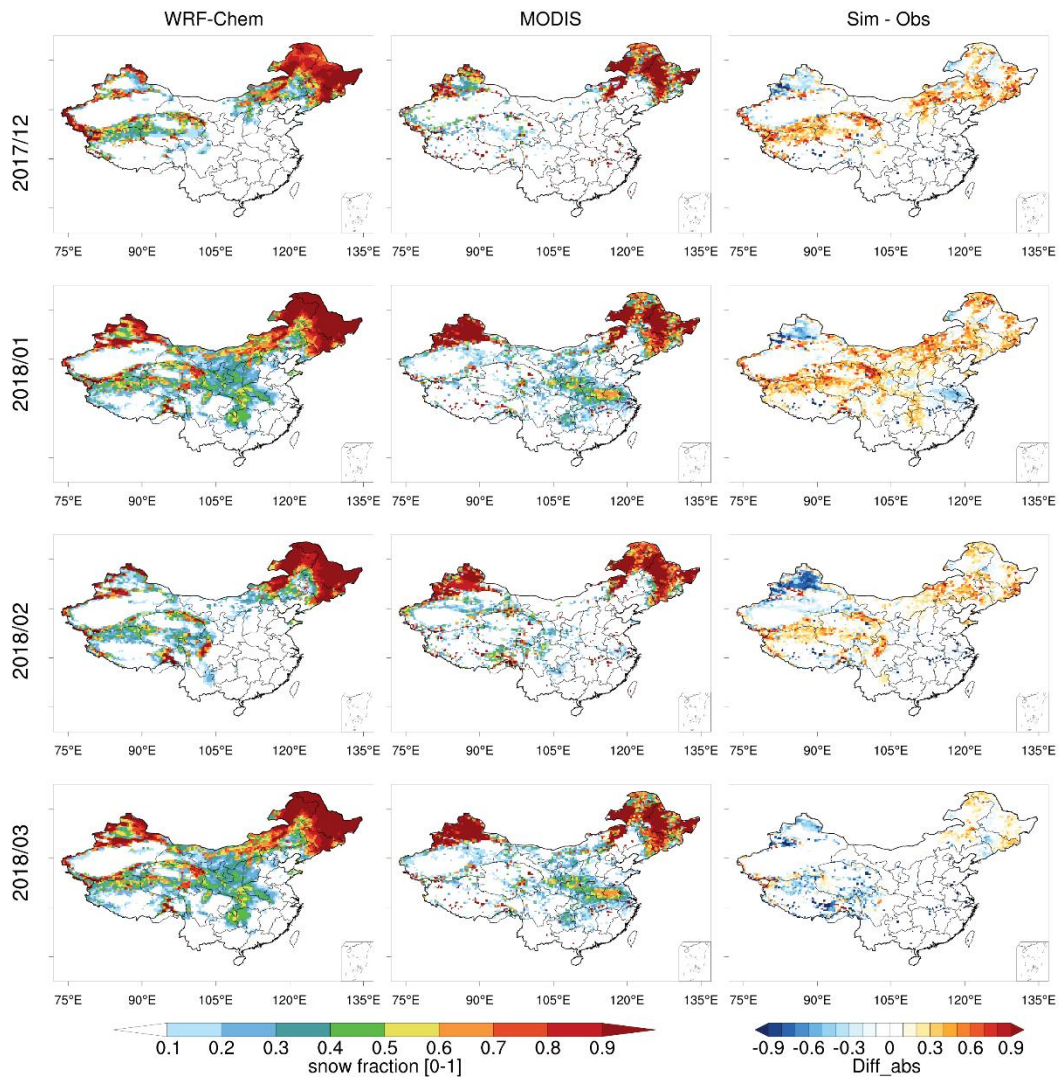 WRF-Chem MODIS Sim - Obs
2017/12
75°E 90°E 105°E 120°E 135°E 75°E 90°E 105°E 120°E 135°E 75°E 90°E 105°E 120°E 135°E
2018/01
75°E 90°E 105°E 120°E 135°E 75°E 90°E 105°E 120°E 135°E 75°E 90°E 105°E 120°E 135°E
2018/02
75°E 90°E 105°E 120°E 135°E 75°E 90°E 105°E 120°E 135°E 75°E 90°E 105°E 120°E 135°E
2018/03
75°E 90°E 105°E 120°E 135°E 75°E 90°E 105°E 120°E 135°E 75°E 90°E 105°E 120°E 135°E
0.1 0.2 0.3 0.4 0.5 0.6 0.7 0.8 0.9 -0.9 -0.6 -0.3 0 0.3 0.6 0.9
snow fraction [0-1] Diff_abs